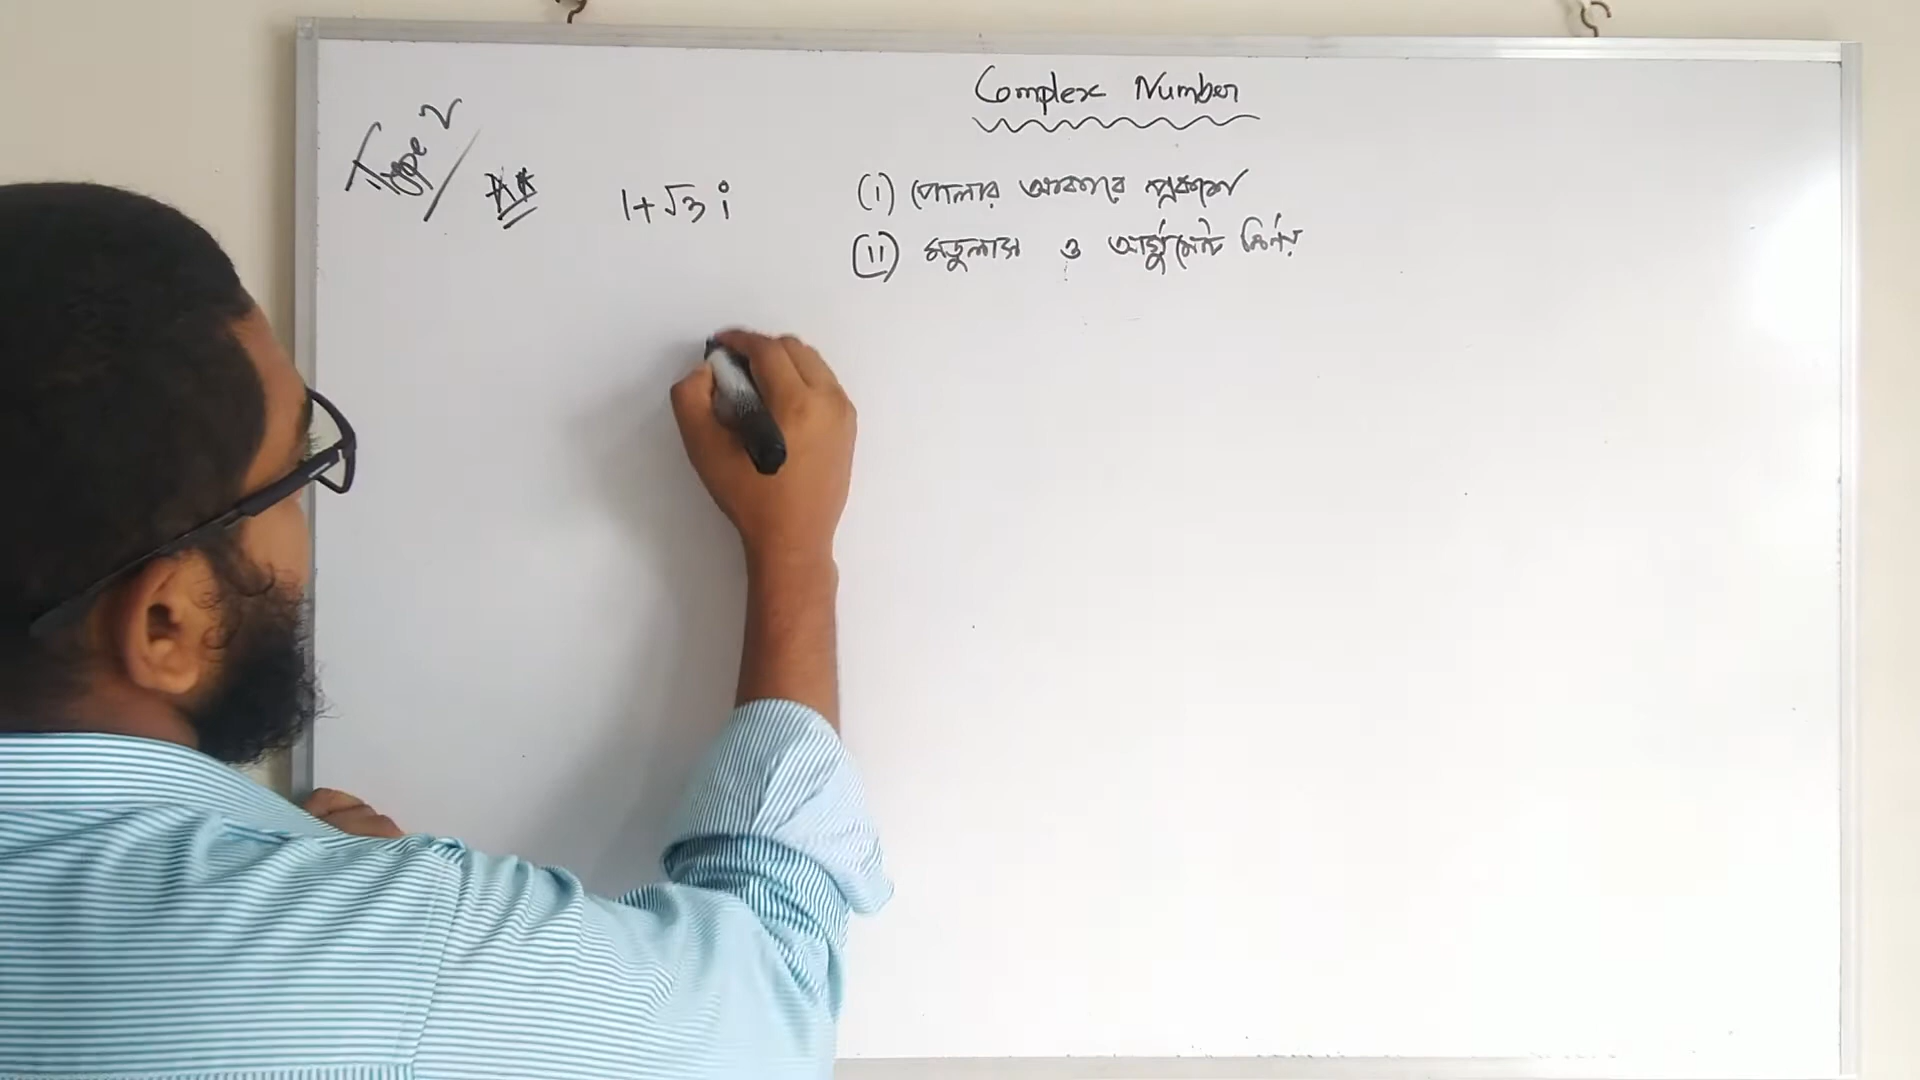 Complex Number
Type 2
**
1+√3 i
(i) পোলার আকারে প্রকাশ
(ii) মডুলাস ও আর্গুমেন্ট নির্ণয়